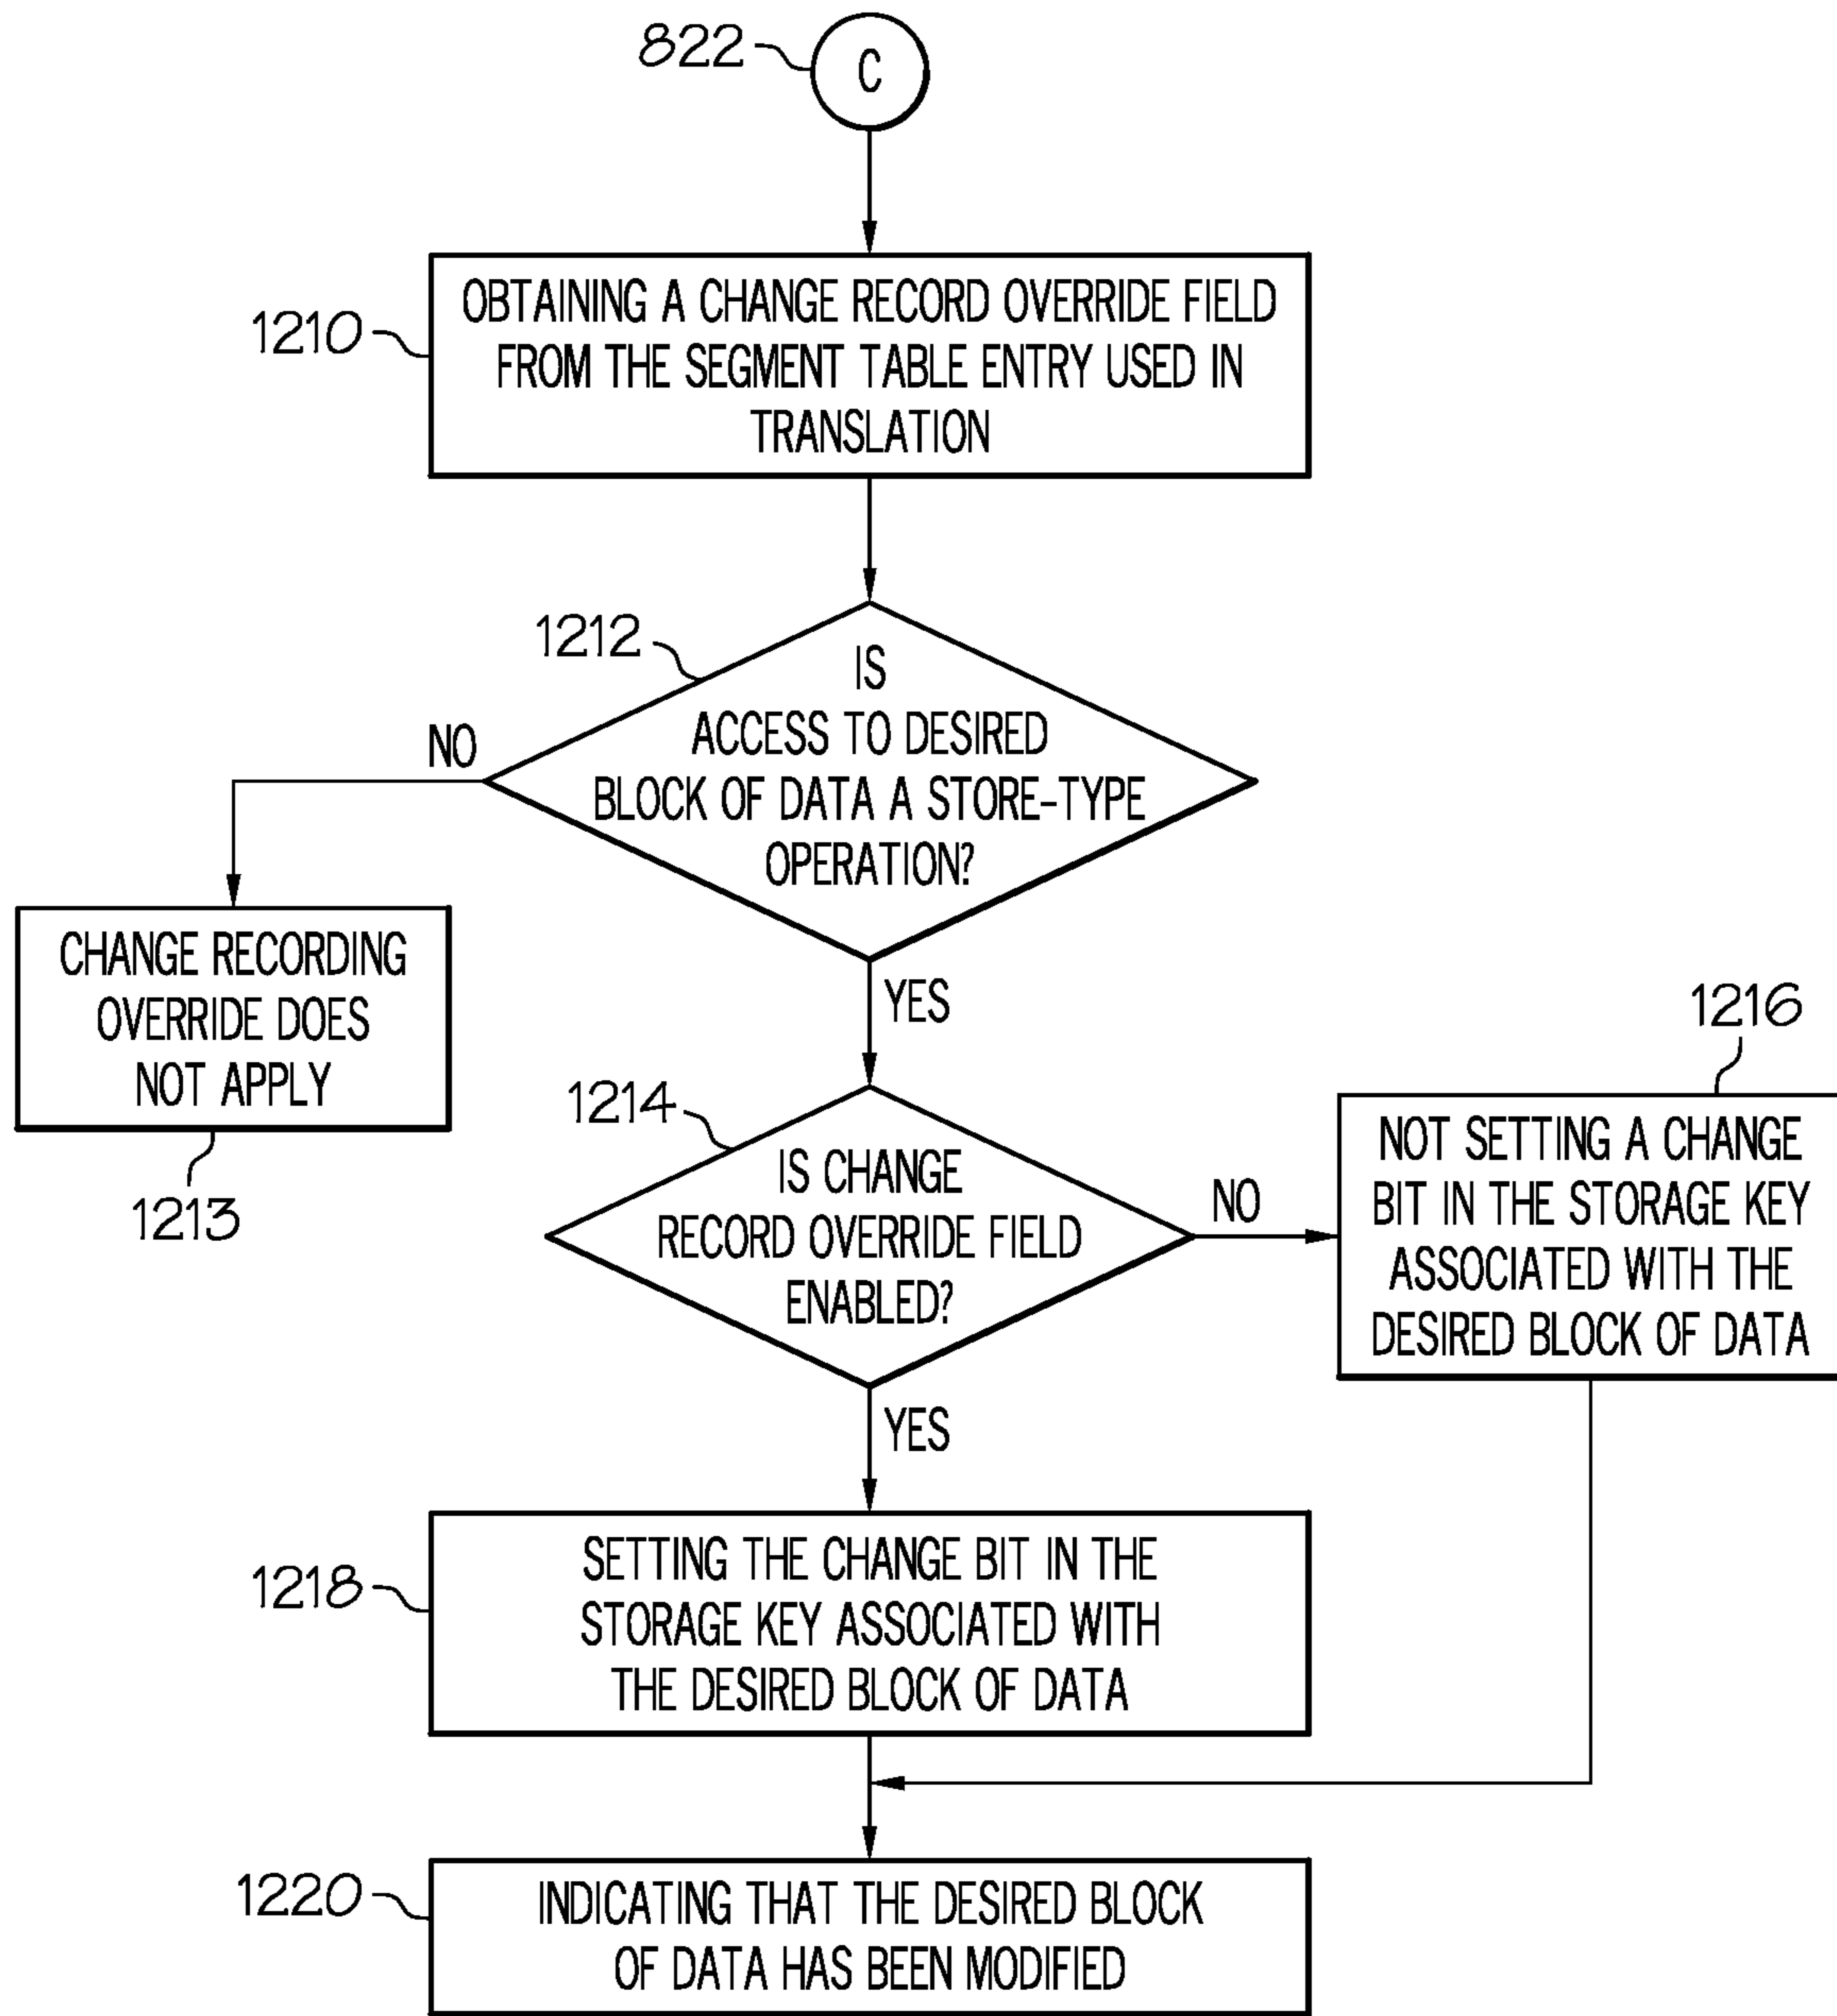 822
C
1210
OBTAINING A CHANGE RECORD OVERRIDE FIELD
FROM THE SEGMENT TABLE ENTRY USED IN
TRANSLATION
1212
IS
ACCESS TO DESIRED
BLOCK OF DATA A STORE-TYPE
OPERATION?
NO
CHANGE RECORDING
OVERRIDE DOES
NOT APPLY
1213
YES
1214
IS CHANGE
RECORD OVERRIDE FIELD
ENABLED?
NO
1216
NOT SETTING A CHANGE
BIT IN THE STORAGE KEY
ASSOCIATED WITH THE
DESIRED BLOCK OF DATA
YES
1218
SETTING THE CHANGE BIT IN THE
STORAGE KEY ASSOCIATED WITH
THE DESIRED BLOCK OF DATA
1220
INDICATING THAT THE DESIRED BLOCK
OF DATA HAS BEEN MODIFIED